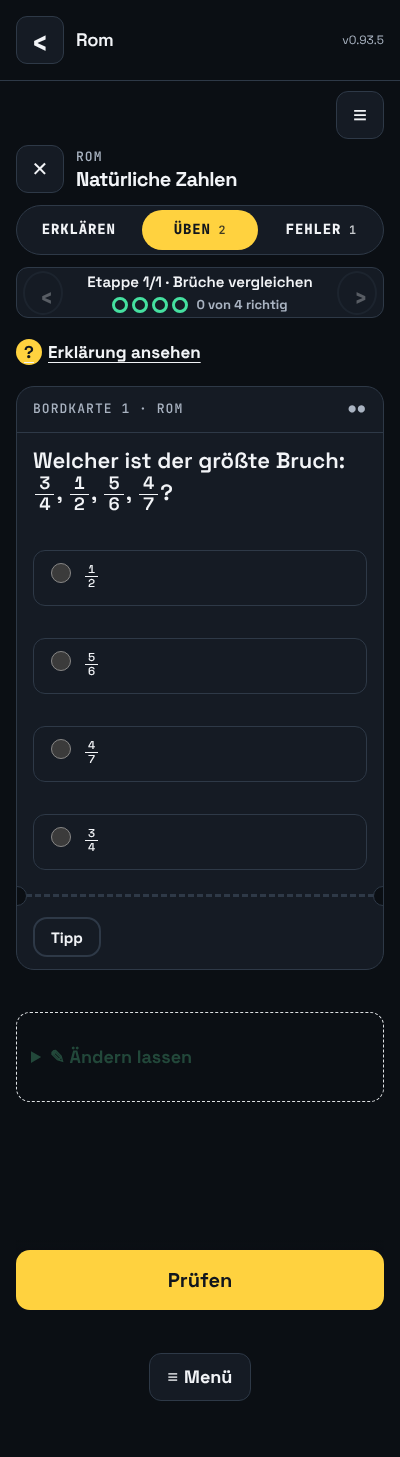 < Rom v0.93.5
≡
✕ ROM
Natürliche Zahlen
ERKLÄREN ÜBEN 2 FEHLER 1
< Etappe 1/1 · Brüche vergleichen >
0 von 4 richtig
? Erklärung ansehen
BORDKARTE 1 · ROM ●●
Welcher ist der größte Bruch:
3/4, 1/2, 5/6, 4/7?
1/2
5/6
4/7
3/4
Tipp
▶ ✎ Ändern lassen
Prüfen
≡ Menü